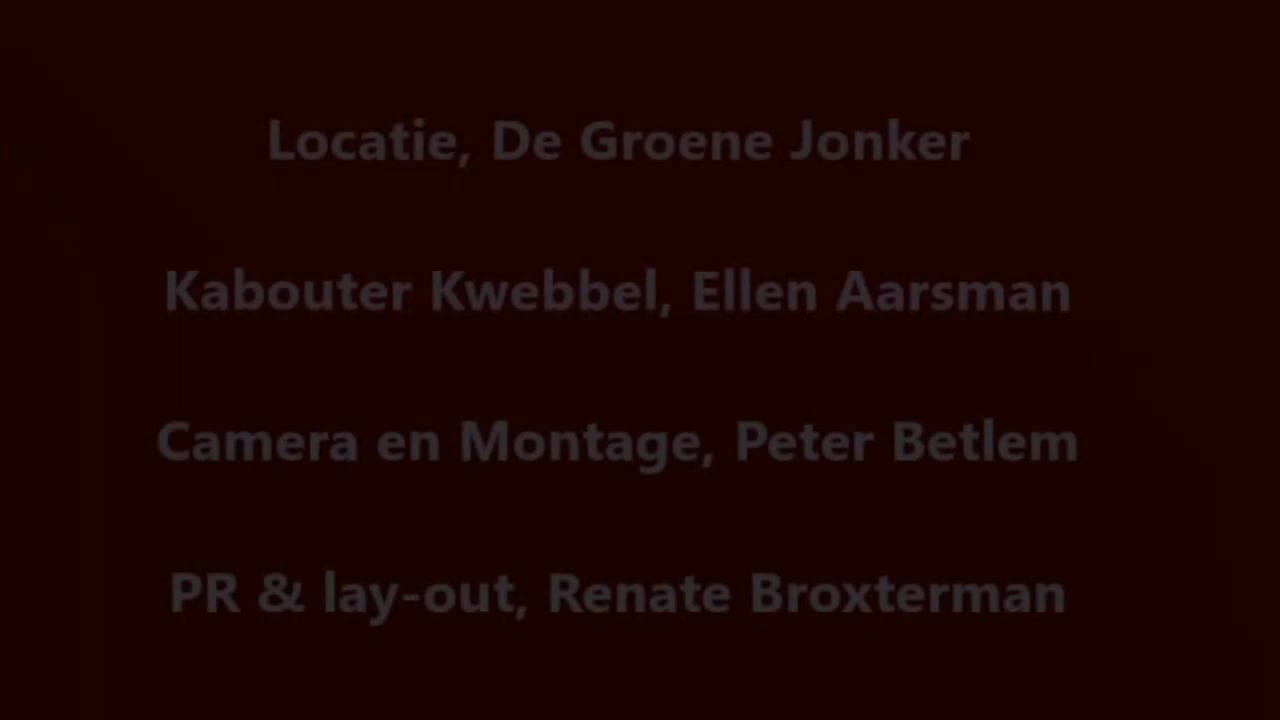 Locatie, De Groene Jonker
Kabouter Kwebbel, Ellen Aarsman
Camera en Montage, Peter Betlem
PR & lay-out, Renate Broxterman